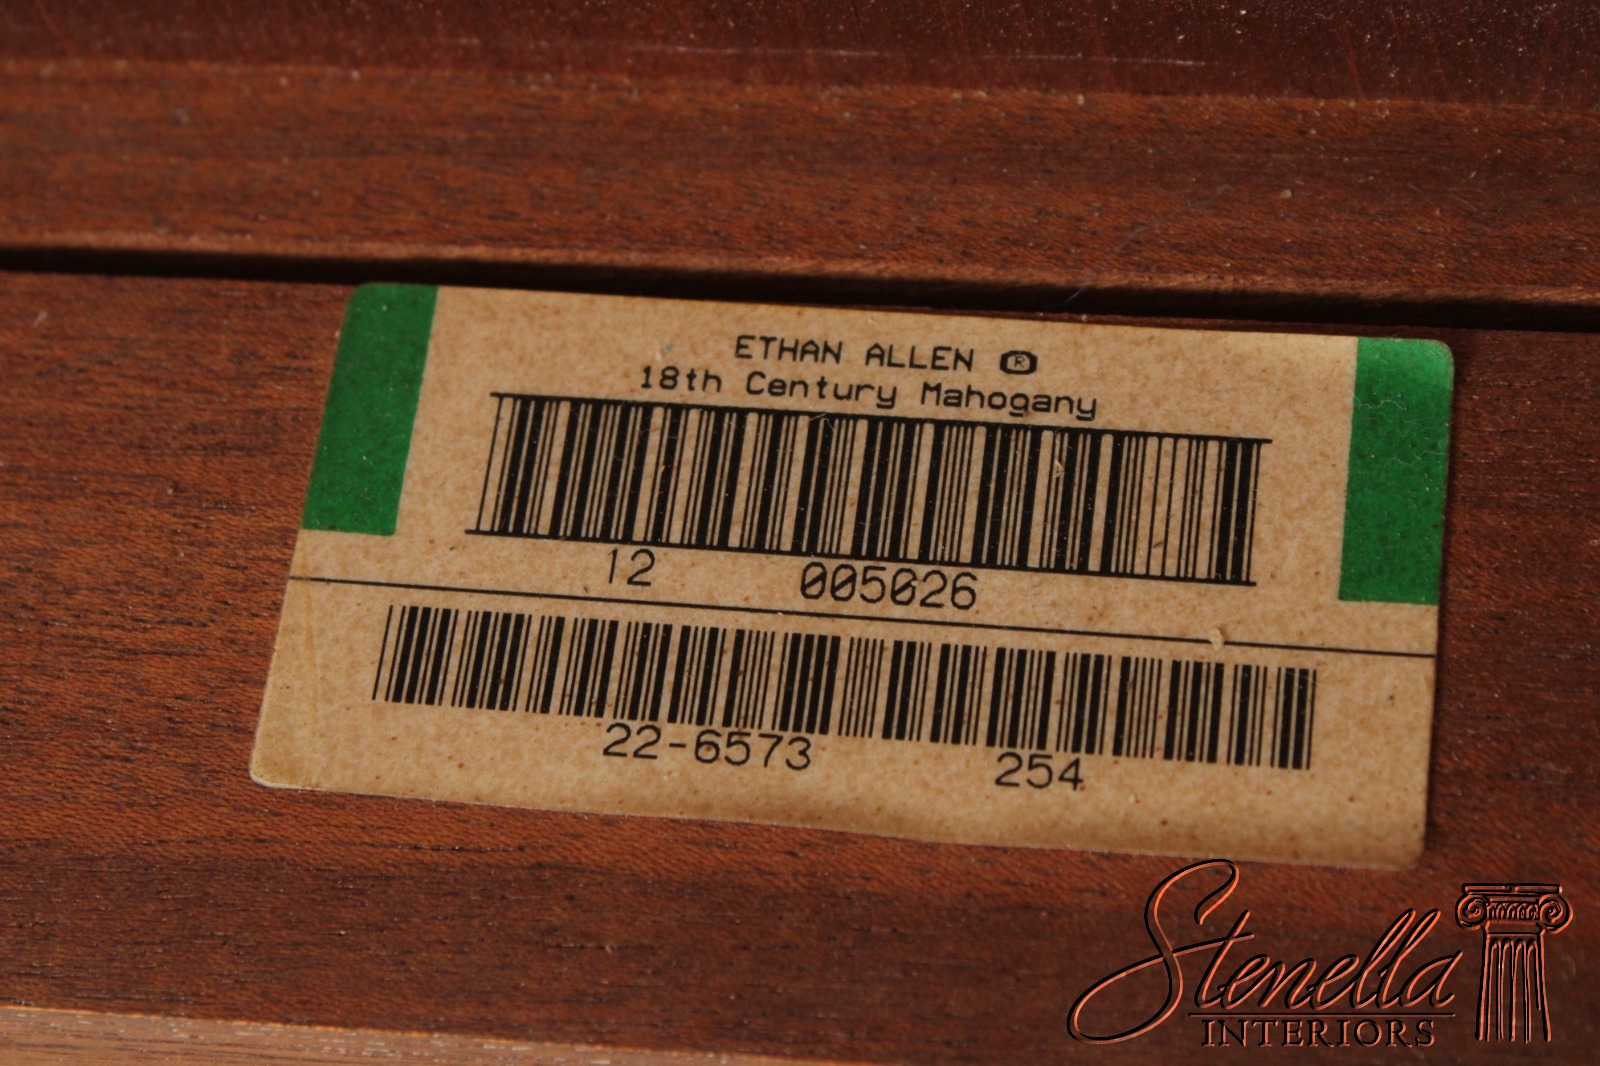 ETHAN ALLEN ®
18th Century Mahogany
12 005026
22-6573 254
Stenella
INTERIORS